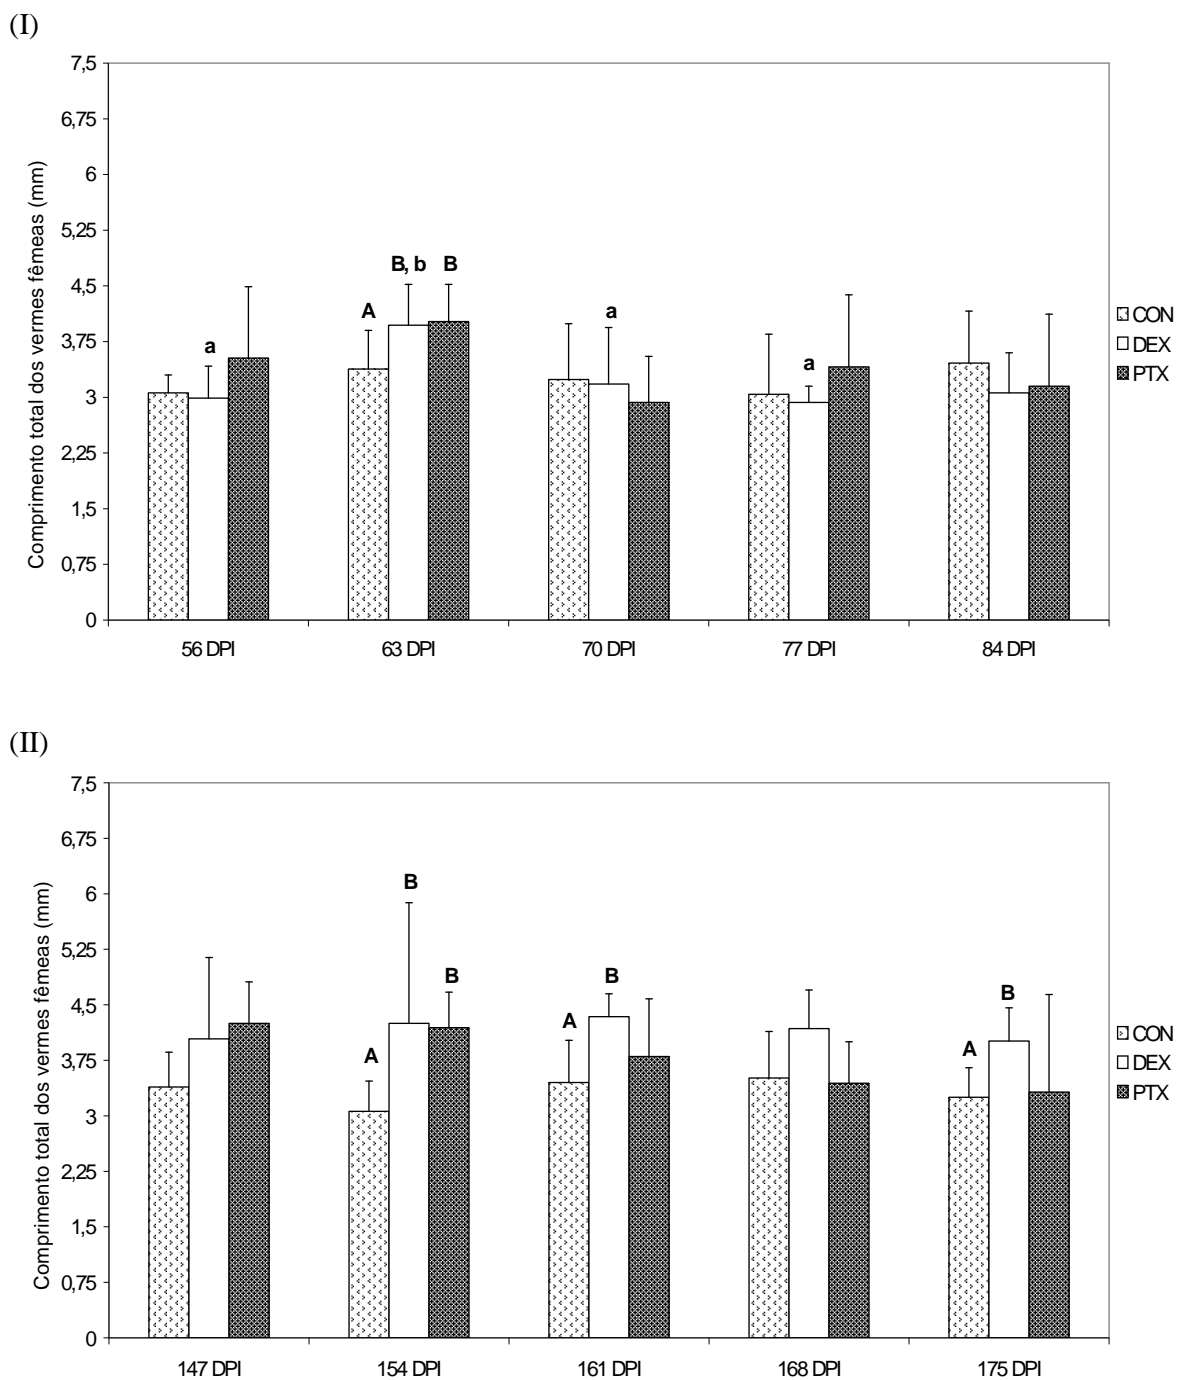 (I)
7,5
6,75
6
5,25
4,5
3,75
3
2,25
1,5
0,75
0
Comprimento total dos vermes fêmeas (mm)
a
A
B, b
B
a
a
56 DPI
63 DPI
70 DPI
77 DPI
84 DPI
CON
DEX
PTX
(II)
7,5
6,75
6
5,25
4,5
3,75
3
2,25
1,5
0,75
0
Comprimento total dos vermes fêmeas (mm)
A
B
B
A
B
A
B
147 DPI
154 DPI
161 DPI
168 DPI
175 DPI
CON
DEX
PTX